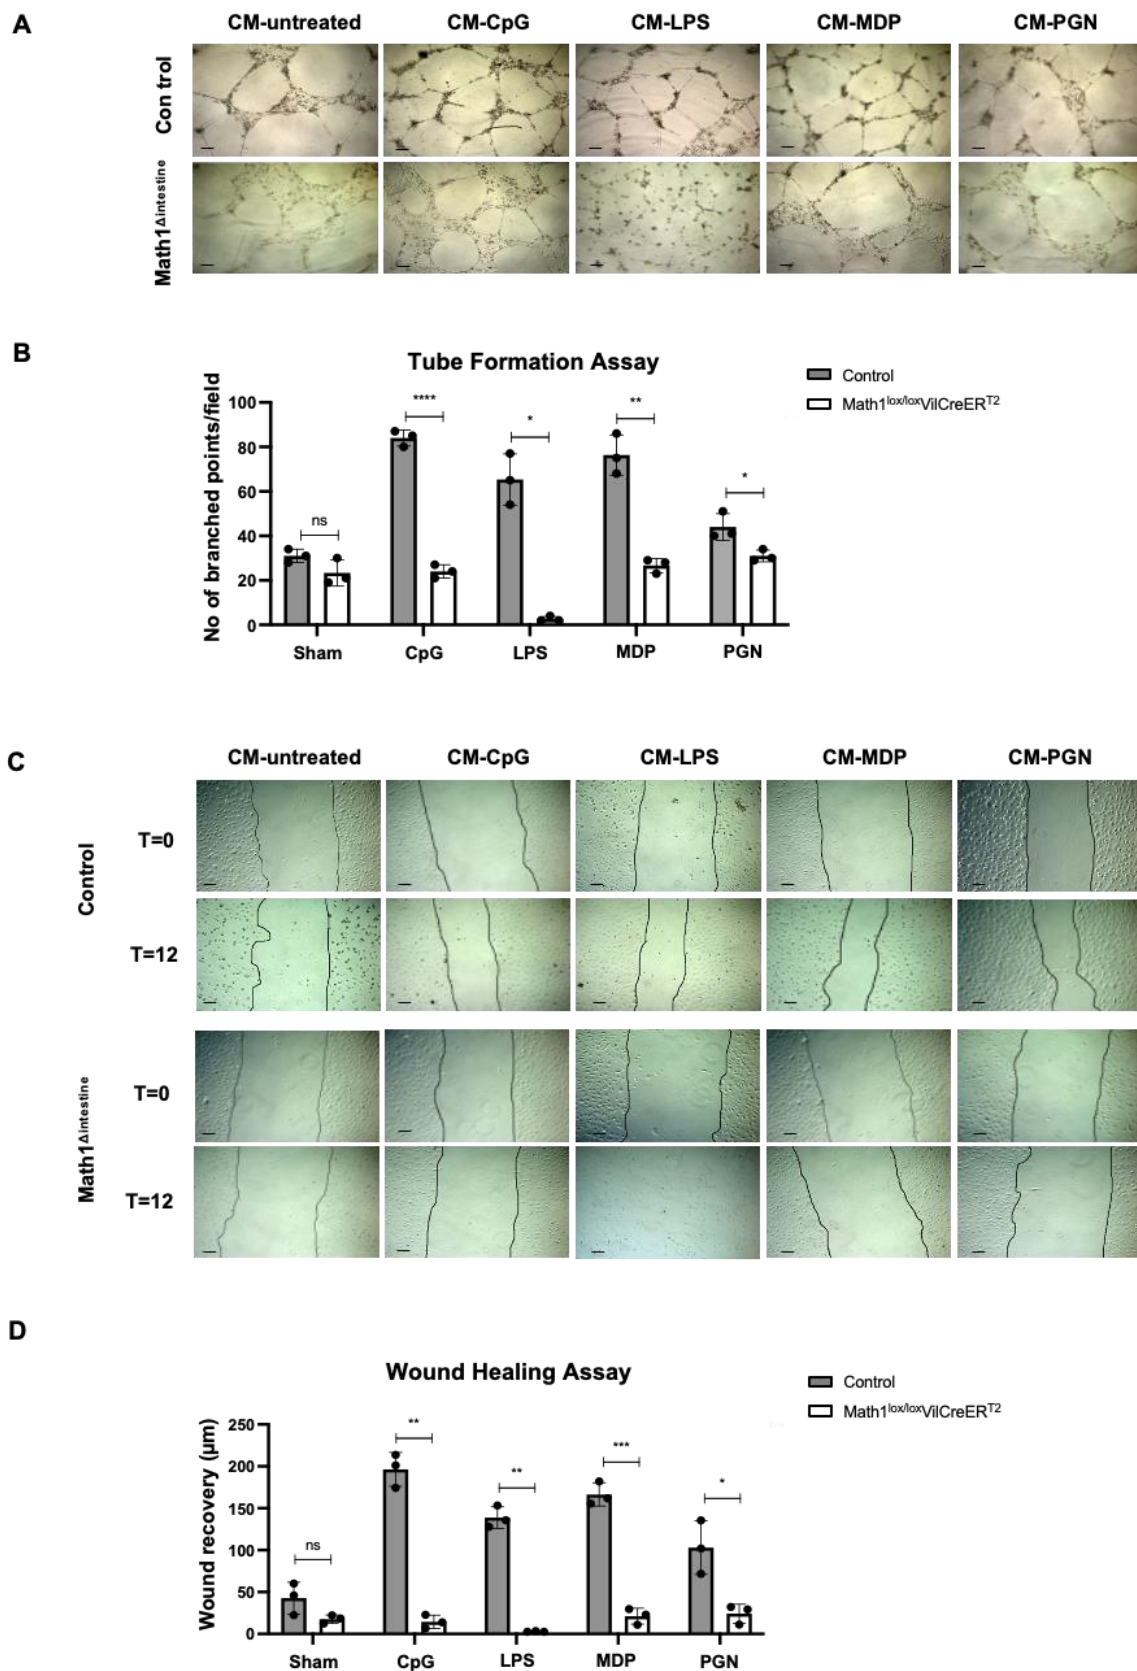 A
CM-untreated CM-CpG CM-LPS CM-MDP CM-PGN
Con trol
Math1Δintestine
B
Tube Formation Assay
Control
Math1lox/loxVilCreERT2
No of branched points/field
100
80
60
40
20
0
ns
****
*
**
*
Sham CpG LPS MDP PGN
C
CM-untreated CM-CpG CM-LPS CM-MDP CM-PGN
Control
T=0
T=12
Math1Δintestine
T=0
T=12
D
Wound Healing Assay
Control
Math1lox/loxVilCreERT2
Wound recovery (μm)
250
200
150
100
50
0
ns
**
**
***
*
Sham CpG LPS MDP PGN